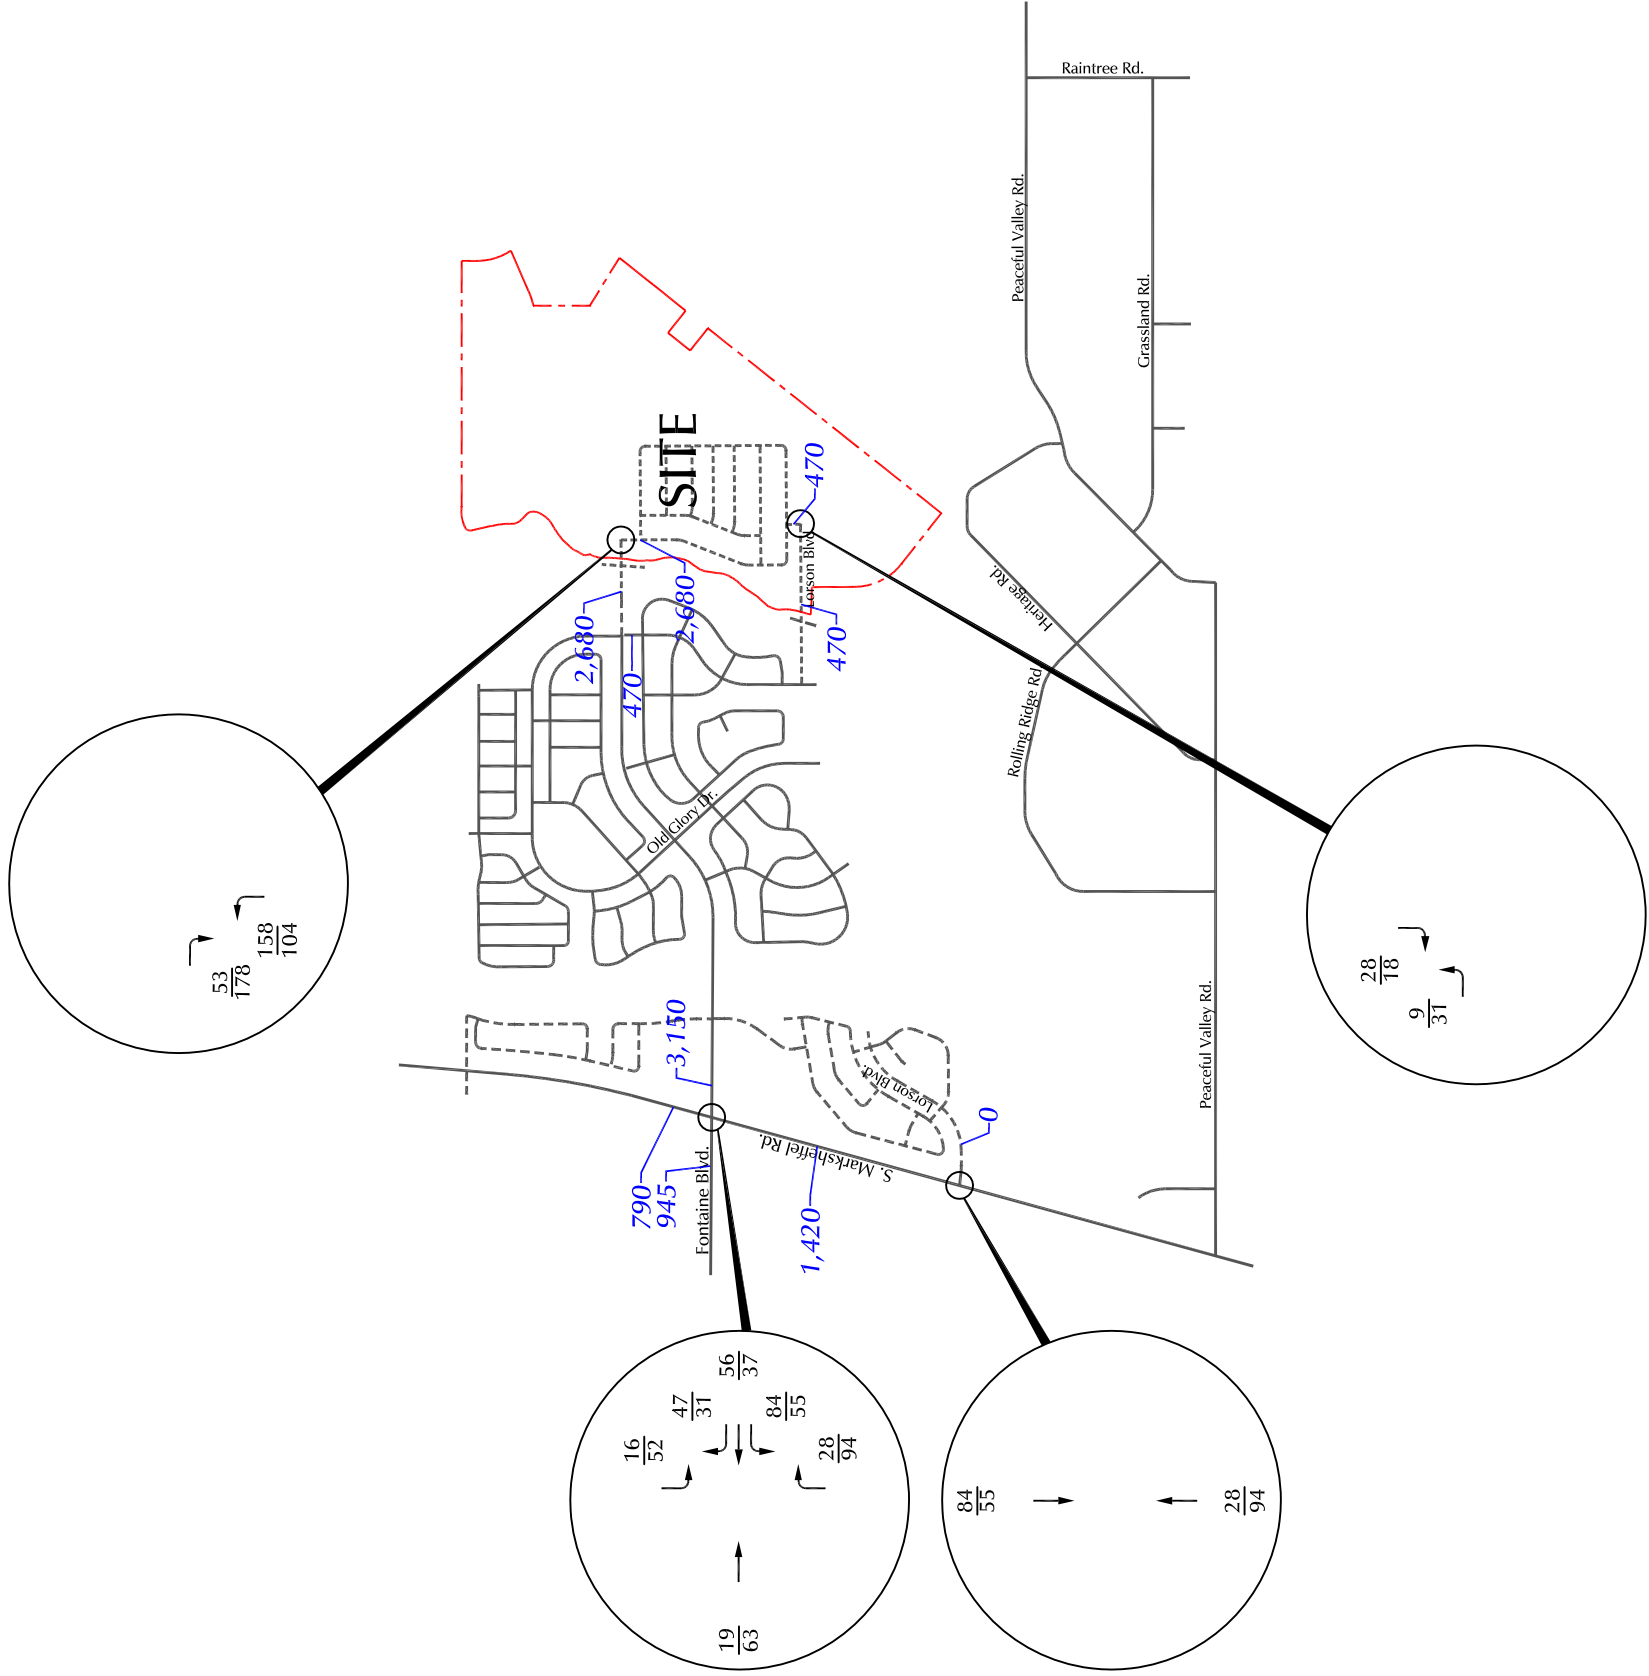 Raintree Rd.
Peaceful Valley Rd.
Grassland Rd.
SITE
470
Lorson Blvd.
2,680
2,680
470
470
Heritage Rd.
Rolling Ridge Rd.
Old Glory Dr.
53
178
158
104
28
18
9
31
3,150
Lorson Blvd.
0
Peaceful Valley Rd.
S. Marksheffel Rd.
Fontaine Blvd.
790
945
1,420
56
37
47
31
84
55
16
52
28
94
19
63
84
55
28
94